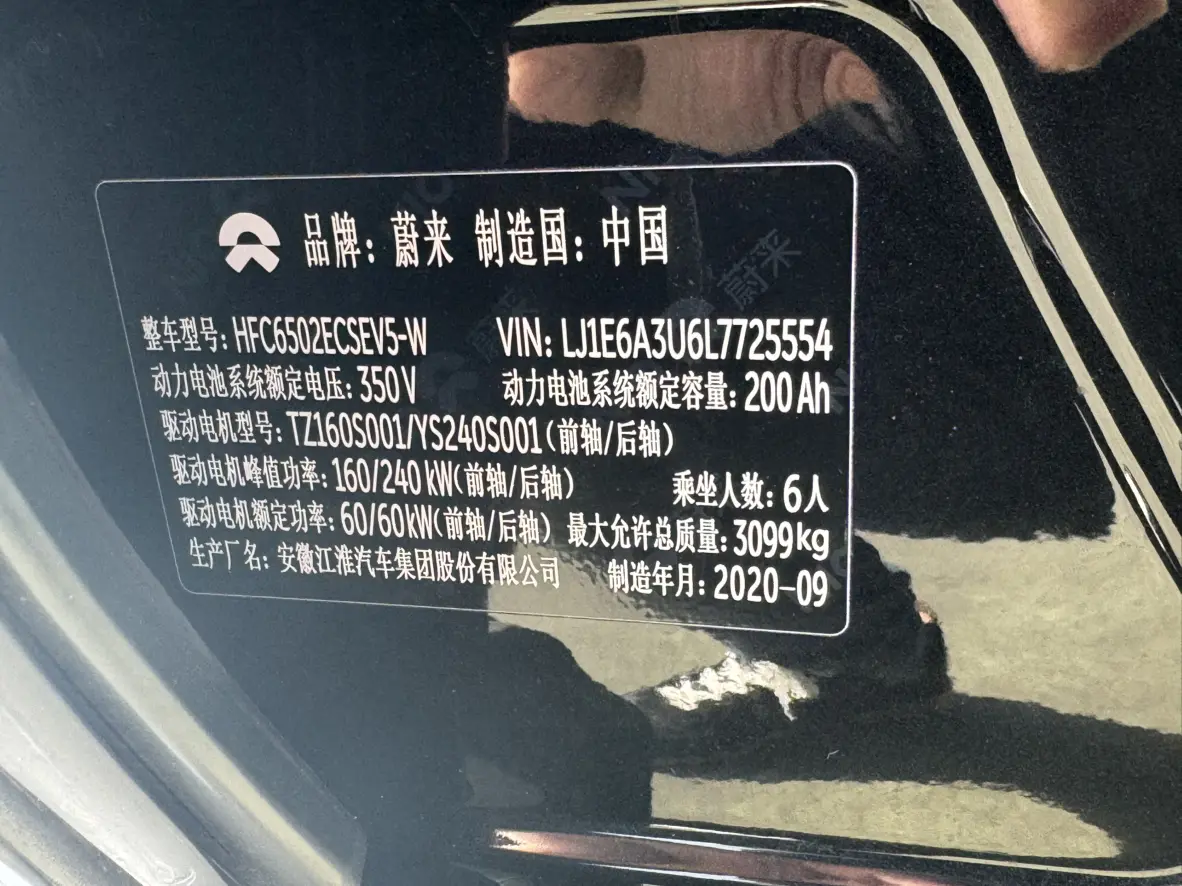 品牌：蔚来 制造国：中国
整车型号：HFC6502ECSEV5-W VIN：LJ1E6A3U6L7725554
动力电池系统额定电压：350V 动力电池系统额定容量：200Ah
驱动电机型号：TZ160S001/YS240S001(前轴/后轴)
驱动电机峰值功率：160/240kW(前轴/后轴) 乘坐人数：6人
驱动电机额定功率：60/60kW(前轴/后轴) 最大允许总质量：3099kg
生产厂名：安徽江淮汽车集团股份有限公司 制造年月：2020-09
NIO 蔚来